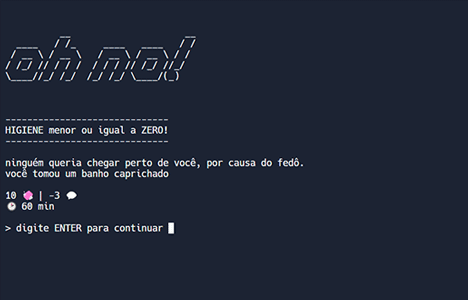 oh no!
------------------------------
HIGIENE menor ou igual a ZERO!
------------------------------
ninguém queria chegar perto de você, por causa do fedô.
você tomou um banho caprichado
10 🧼 | -3 💬
🕒 60 min
> digite ENTER para continuar